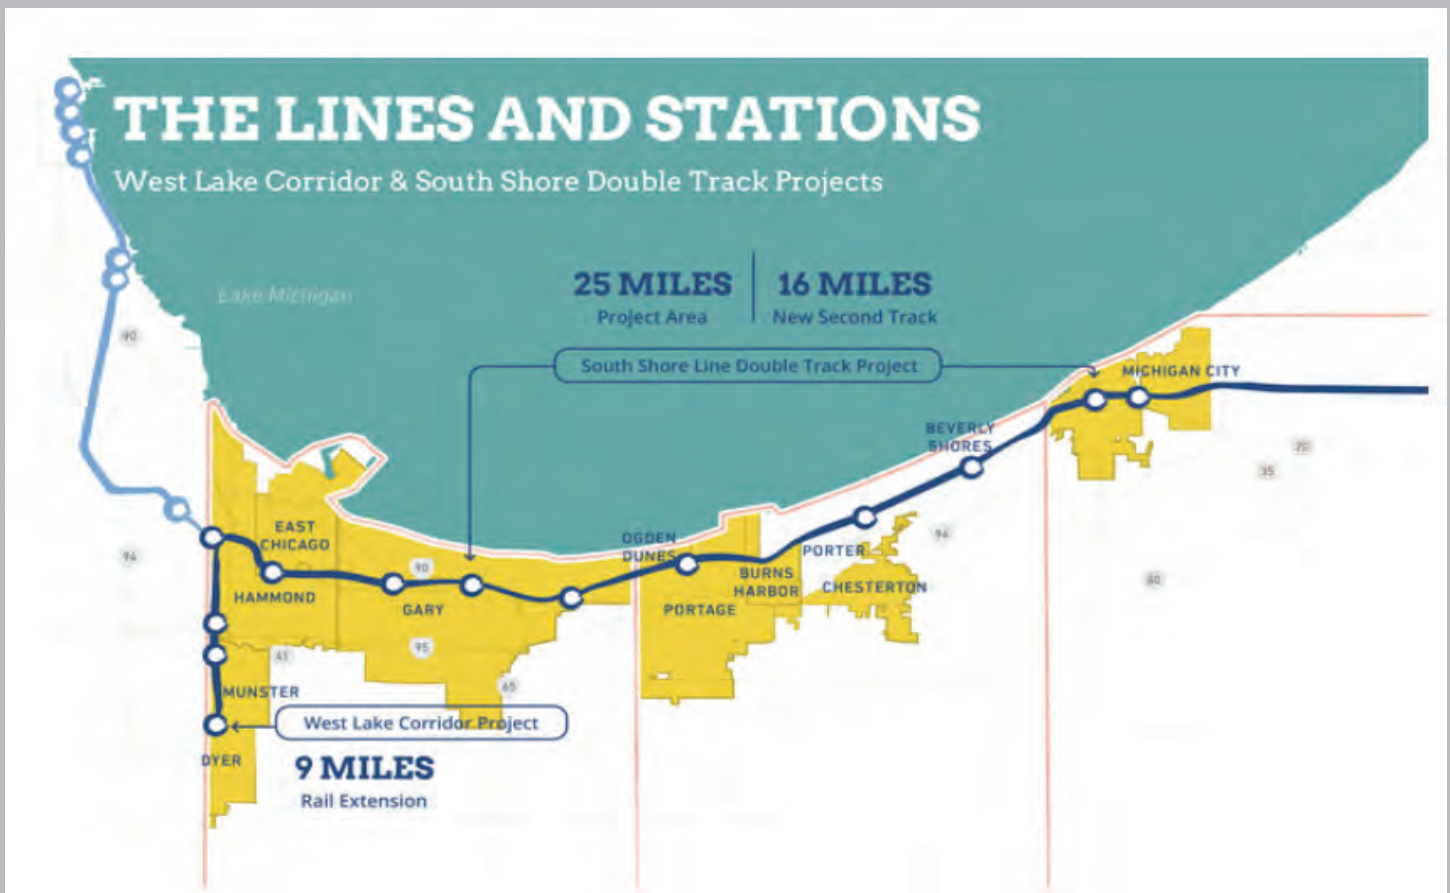 THE LINES AND STATIONS
West Lake Corridor & South Shore Double Track Projects
Lake Michigan
25 MILES
Project Area
16 MILES
New Second Track
South Shore Line Double Track Project
90
MICHIGAN CITY
BEVERLY
SHORES
20
35
EAST
CHICAGO
OGDEN
DUNES
94
94
PORTER
90
BURNS
HARBOR
CHESTERTON
HAMMOND
GARY
PORTAGE
95
41
65
MUNSTER
West Lake Corridor Project
DYER
9 MILES
Rail Extension